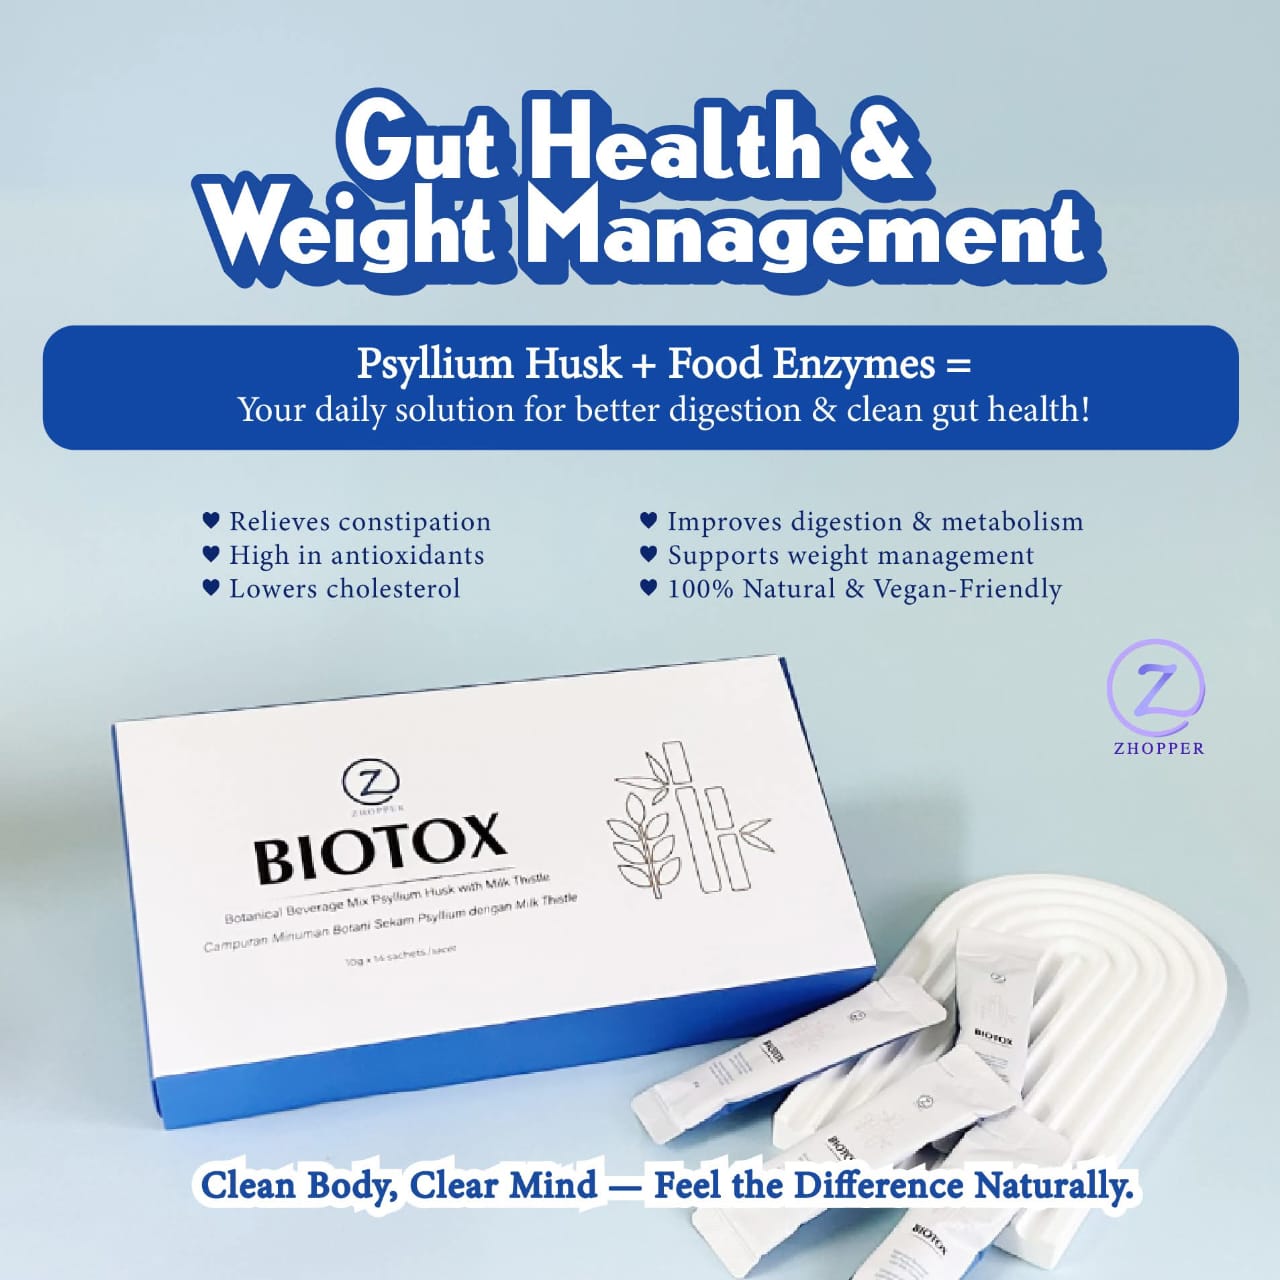 Gut Health &
Weight Management
Psyllium Husk + Food Enzymes =
Your daily solution for better digestion & clean gut health!
♥ Relieves constipation
♥ High in antioxidants
♥ Lowers cholesterol
♥ Improves digestion & metabolism
♥ Supports weight management
♥ 100% Natural & Vegan-Friendly
Z
ZHOPPER
Z
ZHOPPER
BIOTOX
Botanical Beverage Mix Psyllium Husk with Milk Thistle
Campuran Minuman Botani Sekam Psyllium dengan Milk Thistle
10g x 14 sachets/sacet
BIOTOX
BIOTOX
BIOTOX
BIOTOX
Clean Body, Clear Mind — Feel the Difference Naturally.